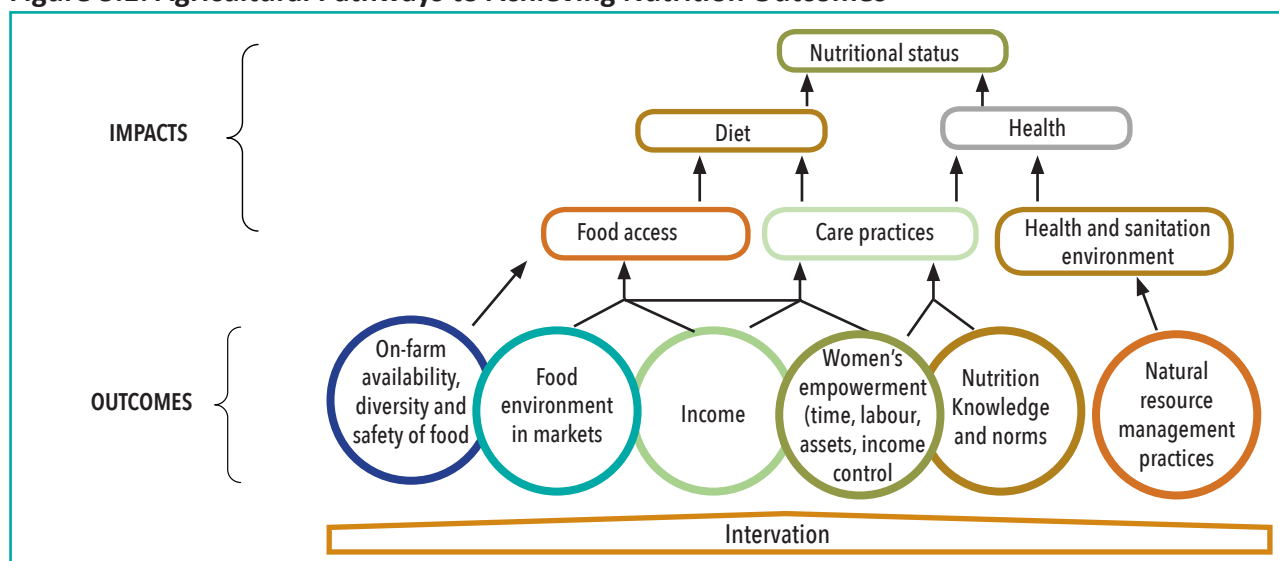 Nutritional status
IMPACTS
Diet
Health
Food access
Care practices
Health and sanitation
environment
OUTCOMES
On-farm
availability,
diversity and
safety of food
Food
environment
in markets
Income
Women's
empowerment
(time, labour,
assets, income
control
Nutrition
Knowledge
and norms
Natural
resource
management
practices
Intervation